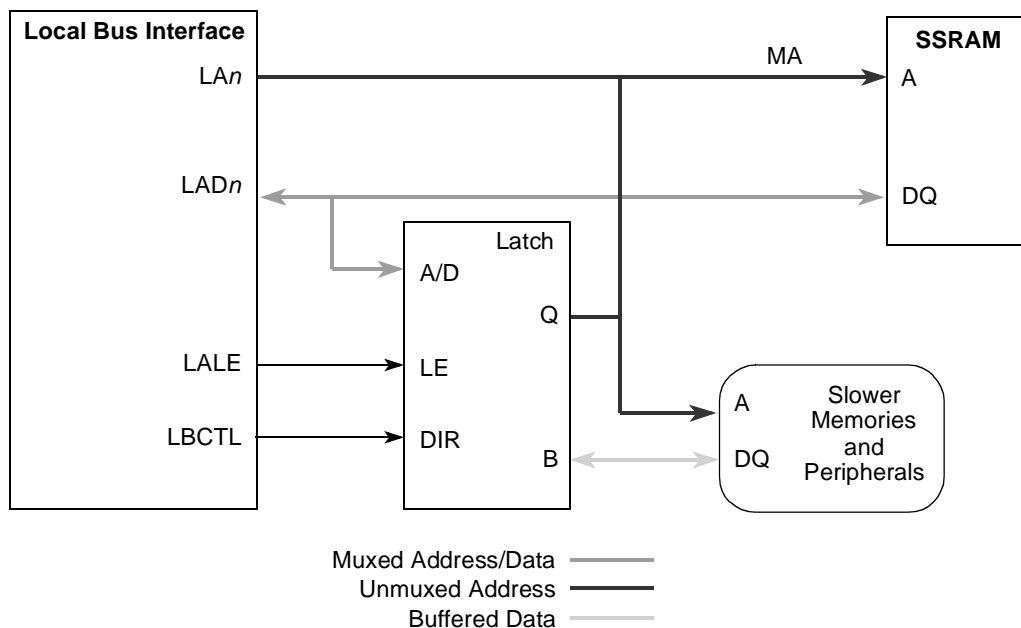 Local Bus Interface
SSRAM
MA
LAn
A
LADn
DQ
Latch
A/D
Q
LALE
LE
A
Slower
Memories
and
Peripherals
LBCTL
DIR
B
DQ
Muxed Address/Data
Unmuxed Address
Buffered Data